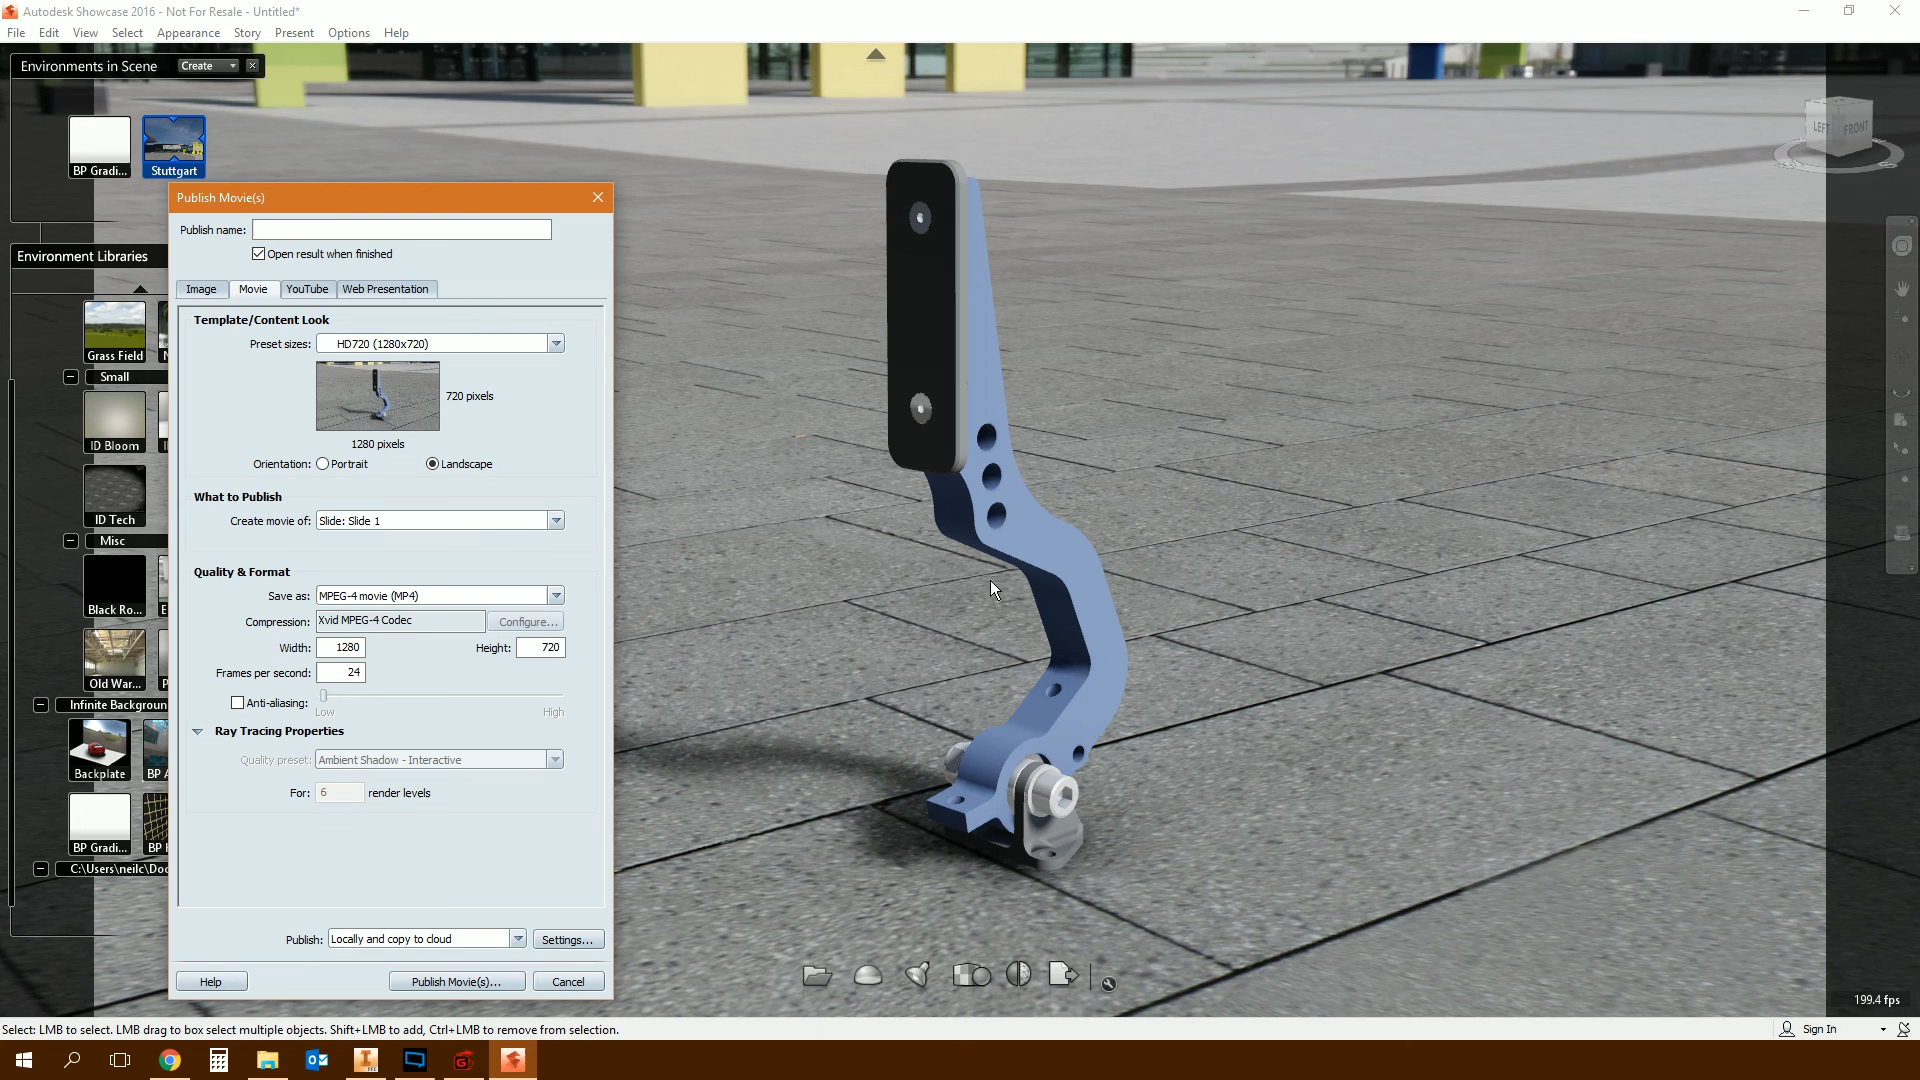 Autodesk Showcase 2016 - Not For Resale - Untitled*
File Edit View Select Appearance Story Present Options Help
Environments in Scene Create
BP Gradi... Stuttgart
LEFT FRONT
Publish Movie(s)
Publish name:
Open result when finished
Environment Libraries
Image Movie YouTube Web Presentation
Template/Content Look
Preset sizes: HD720 (1280x720)
Grass Field
Small
720 pixels
1280 pixels
ID Bloom
Orientation: Portrait Landscape
What to Publish
ID Tech
Create movie of: Slide: Slide 1
Misc
Quality & Format
Save as: MPEG-4 movie (MP4)
Black Ro...
Compression: Xvid MPEG-4 Codec Configure...
Width: 1280 Height: 720
Frames per second: 24
Old War...
Anti-aliasing:
Low High
Infinite Backgroun
Ray Tracing Properties
Quality preset: Ambient Shadow - Interactive
Backplate BP
For: 6 render levels
BP Gradi... BP
C:\Users\neilc\Doc
Publish: Locally and copy to cloud Settings...
Help Publish Movie(s)... Cancel
199.4 fps
Select: LMB to select. LMB drag to box select multiple objects. Shift+LMB to add, Ctrl+LMB to remove from selection.
Sign In